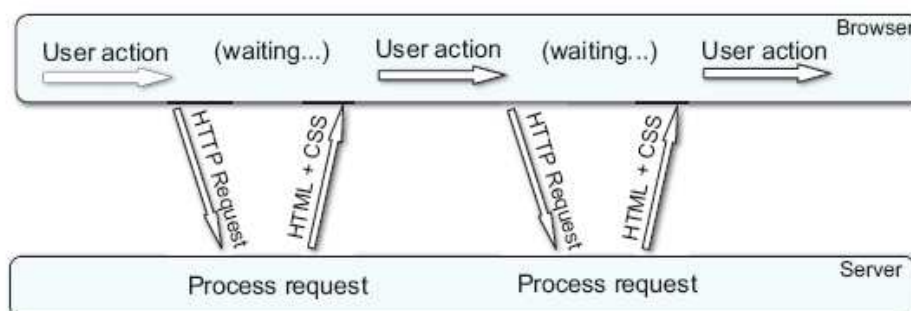 Browser
User action (waiting...) User action (waiting...) User action
HTTP Request
HTML + CSS
HTTP Request
HTML + CSS
Server
Process request Process request